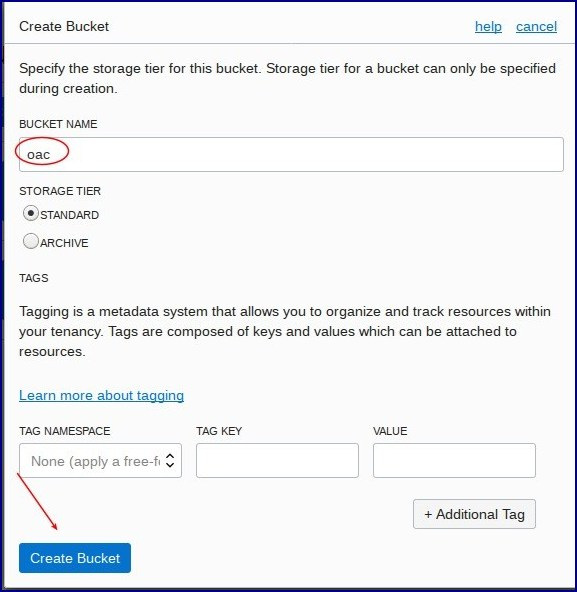 Create Bucket help cancel
Specify the storage tier for this bucket. Storage tier for a bucket can only be specified
during creation.
BUCKET NAME
oac
STORAGE TIER
STANDARD
ARCHIVE
TAGS
Tagging is a metadata system that allows you to organize and track resources within
your tenancy. Tags are composed of keys and values which can be attached to
resources.
Learn more about tagging
TAG NAMESPACE TAG KEY VALUE
None (apply a free-f
+ Additional Tag
Create Bucket